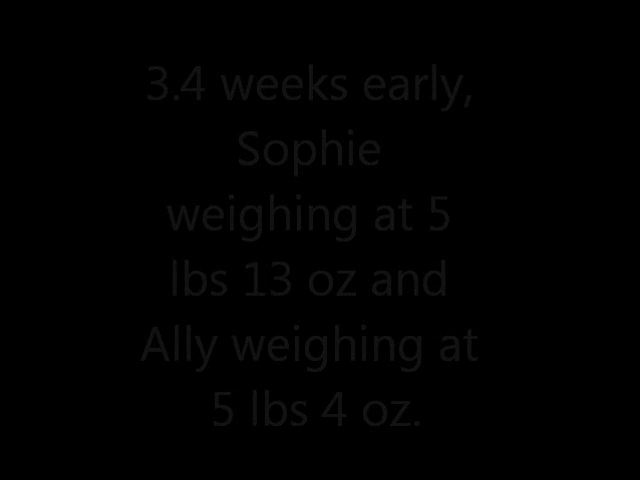 3.4 weeks early,
Sophie
weighing at 5
lbs 13 oz and
Ally weighing at
5 lbs 4 oz.